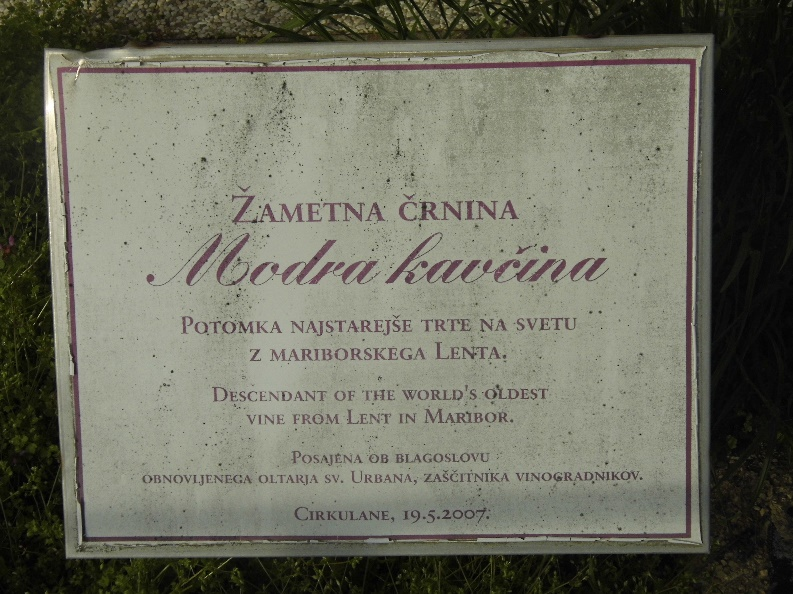 ŽAMETNA ČRNINA
Modra kavčina
POTOMKA NAJSTAREJŠE TRTE NA SVETU
Z MARIBORSKEGA LENTA.
DESCENDANT OF THE WORLD'S OLDEST
VINE FROM LENT IN MARIBOR.
POSAJENA OB BLAGOSLOVU
OBNOVLJENEGA OLTARJA SV. URBANA, ZAŠČITNIKA VINOGRADNIKOV.
CIRKULANE, 19.5.2007.